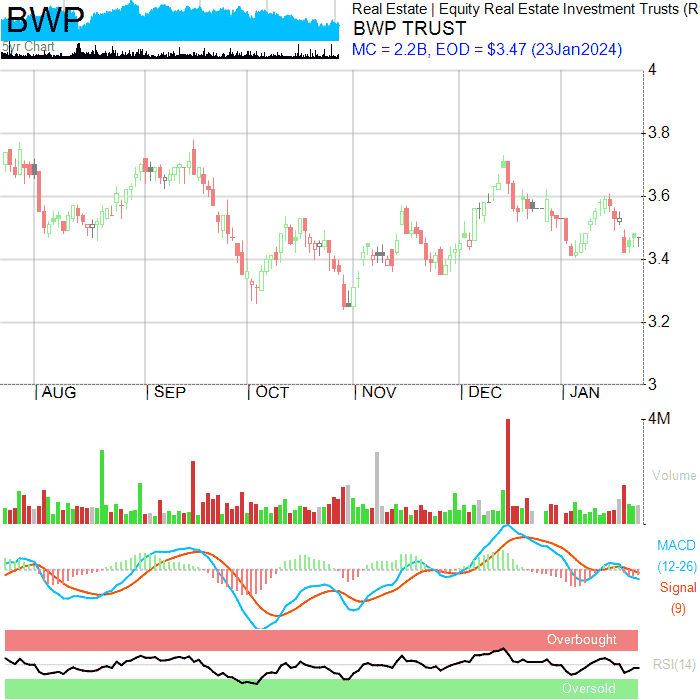 BWP
5yr Chart
Real Estate | Equity Real Estate Investment Trusts (R
BWP TRUST
MC = 2.2B, EOD = $3.47 (23Jan2024)
4
3.8
3.6
3.4
3.2
3
AUG SEP OCT NOV DEC JAN
4M
Volume
MACD
(12-26)
Signal
(9)
Overbought
RSI(14)
Oversold